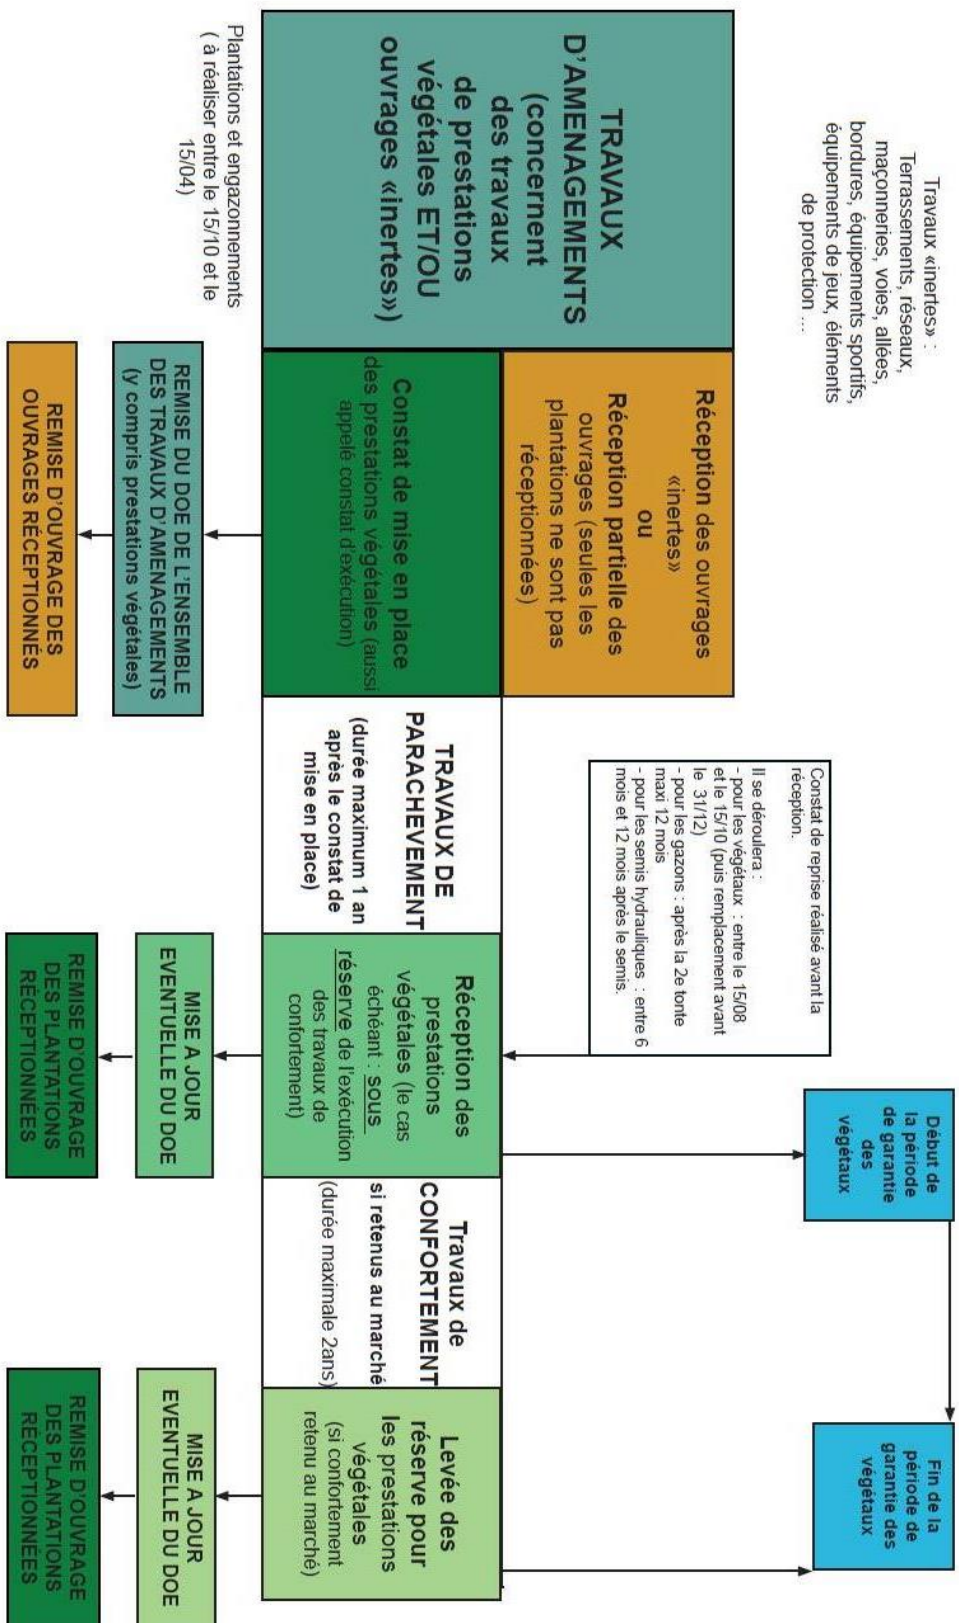 Travaux «inertes» :
Terrassements, réseaux,
maçonneries, voies, allées,
bordures, équipements sportifs,
équipements de jeux, éléments
de protection ...
TRAVAUX
D'AMENAGEMENTS
(concernent
des travaux
de prestations
végétales ET/OU
ouvrages «inertes»)
Plantations et engazonnements
( à réaliser entre le 15/10 et le
15/04)
Réception des ouvrages
«inertes»
ou
Réception partielle des
ouvrages (seules les
plantations ne sont pas
réceptionnées)
Constat de mise en place
des prestations végétales (aussi
appelé constat d'exécution)
REMISE DU DOE DE L'ENSEMBLE
DES TRAVAUX D'AMENAGEMENTS
(y compris prestations végétales)
REMISE D'OUVRAGE DES
OUVRAGES RÉCEPTIONNÉS
TRAVAUX DE
PARACHEVEMENT
(durée maximum 1 an
après le constat de
mise en place)
Constat de reprise réalisé avant la
réception.
Il se déroulera :
- pour les végétaux : entre le 15/08
et le 15/10 (puis remplacement avant
le 31/12)
- pour les gazons : après la 2e tonte
maxi 12 mois
- pour les semis hydrauliques : entre 6
mois et 12 mois après le semis.
Réception des
prestations
végétales (le cas
échéant : sous
réserve de l'exécution
des travaux de
confortement)
MISE A JOUR
EVENTUELLE DU DOE
REMISE D'OUVRAGE
DES PLANTATIONS
RÉCEPTIONNÉES
Début de
la période
de garantie
des
végétaux
Travaux de
CONFORTEMENT
si retenus au marché
(durée maximale 2ans)
Levée des
réserve pour
les prestations
végétales
(si confortement
retenu au marché)
MISE A JOUR
EVENTUELLE DU DOE
REMISE D'OUVRAGE
DES PLANTATIONS
RÉCEPTIONNÉES
Fin de la
période de
garantie des
végétaux